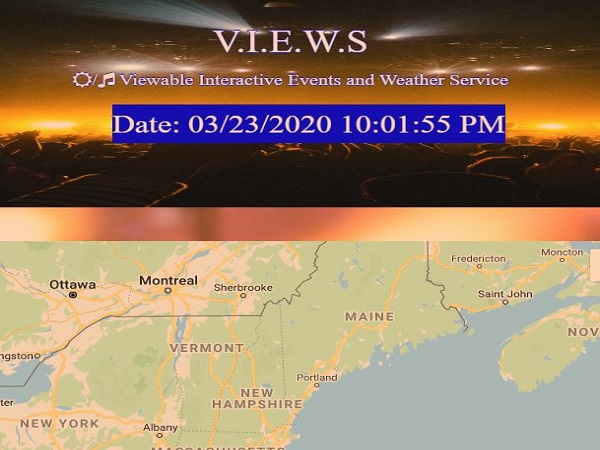 V.I.E.W.S
☼/🎜 Viewable Interactive Events and Weather Service
Date: 03/23/2020 10:01:55 PM
Fredericton
Moncton
Ottawa
Montreal
Sherbrooke
Saint John
MAINE
NOV
VERMONT
ngston
Portland
NEW
HAMPSHIRE
ter
NEW YORK
Albany
MASSACHUSETTS